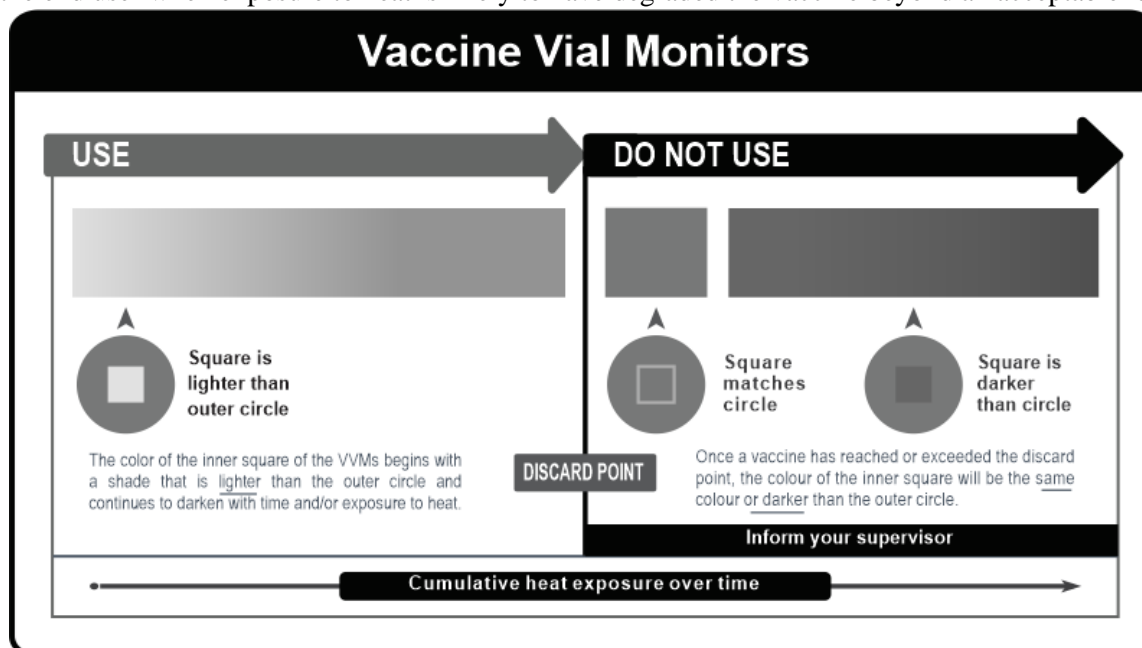 Vaccine Vial Monitors
USE
DO NOT USE
Square is
lighter than
outer circle
Square
matches
circle
Square is
darker
than circle
The color of the inner square of the VVMs begins with
a shade that is lighter than the outer circle and
continues to darken with time and/or exposure to heat.
DISCARD POINT
Once a vaccine has reached or exceeded the discard
point, the colour of the inner square will be the same
colour or darker than the outer circle.
Inform your supervisor
Cumulative heat exposure over time